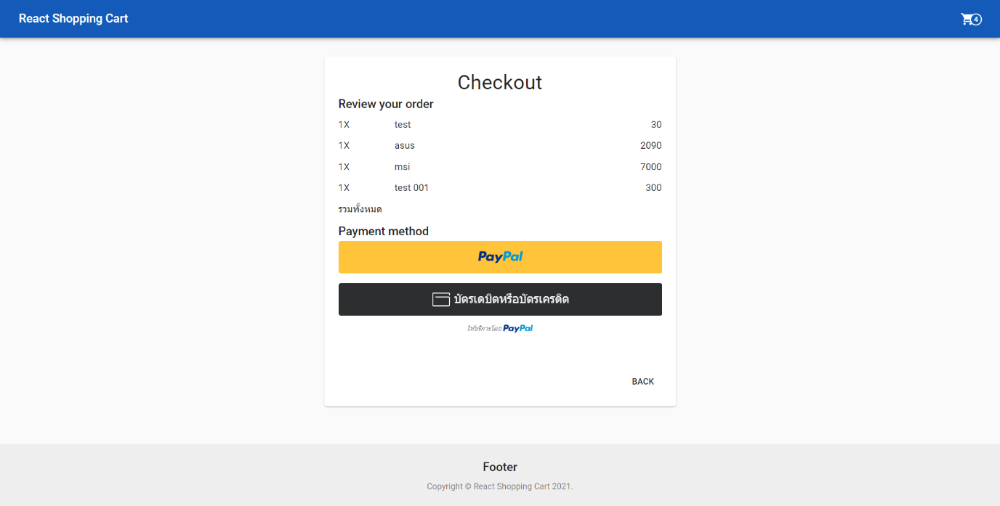 React Shopping Cart
4
Checkout
Review your order
1X test 30
1X asus 2090
1X msi 7000
1X test 001 300
รวมทั้งหมด
Payment method
PayPal
บัตรเดบิตหรือบัตรเครดิต
ให้บริการโดย PayPal
BACK
Footer
Copyright © React Shopping Cart 2021.